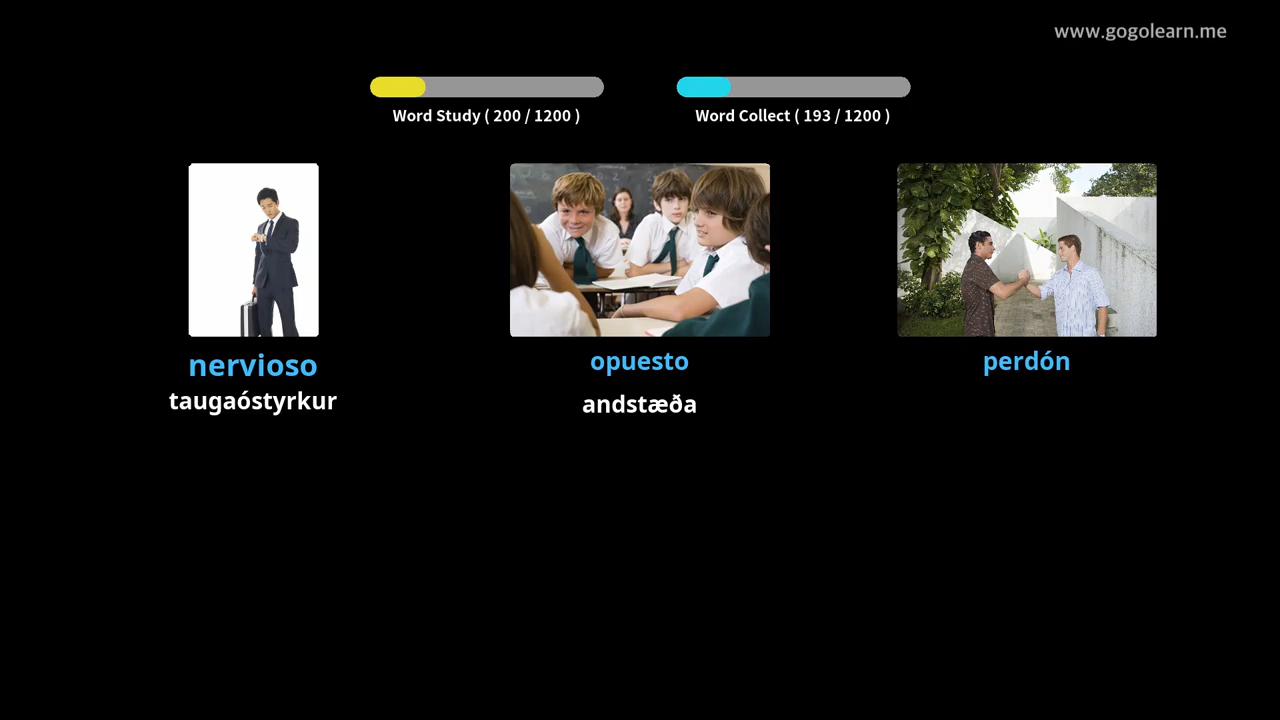 www.gogolearn.me
Word Study ( 200 / 1200 )
Word Collect ( 193 / 1200 )
nervioso
taugaóstyrkur
opuesto
andstæða
perdón